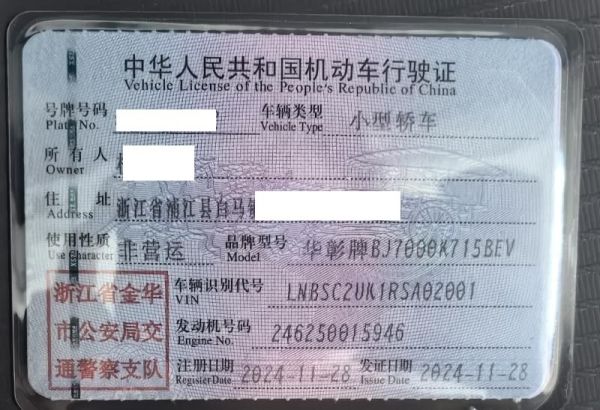 中华人民共和国机动车行驶证
Vehicle License of the People's Republic of China
号牌号码 车辆类型 小型轿车
Plate No. Vehicle Type
所有人
Owner
住址 浙江省浦江县白马镇
Address
使用性质 非营运 品牌型号 华彰牌BJ7000K715BEV
Use Character Model
浙江省金华
市公安局交
通警察支队
车辆识别代号 LNBSC2UK1RSA02001
VIN
发动机号码 246250015946
Engine No.
注册日期 2024-11-28 发证日期 2024-11-28
Register Date Issue Date